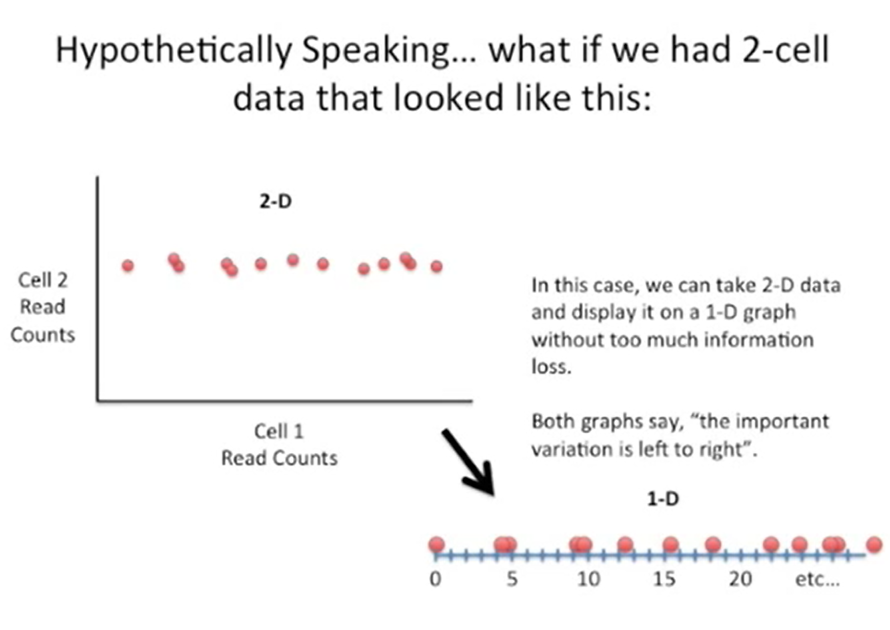 Hypothetically Speaking... what if we had 2-cell
data that looked like this:
2-D
Cell 2
Read
Counts
Cell 1
Read Counts
In this case, we can take 2-D data
and display it on a 1-D graph
without too much information
loss.
Both graphs say, “the important
variation is left to right”.
1-D
0 5 10 15 20 etc...